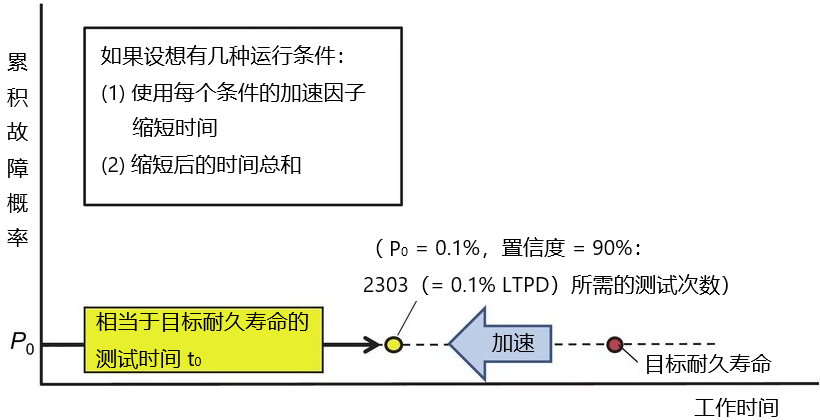 累积故障概率
如果设想有几种运行条件：
(1) 使用每个条件的加速因子
缩短时间
(2) 缩短后的时间总和
（ P₀ = 0.1%，置信度 = 90%：
2303（= 0.1% LTPD）所需的测试次数）
P₀
相当于目标耐久寿命的
测试时间 t₀
加速
目标耐久寿命
工作时间